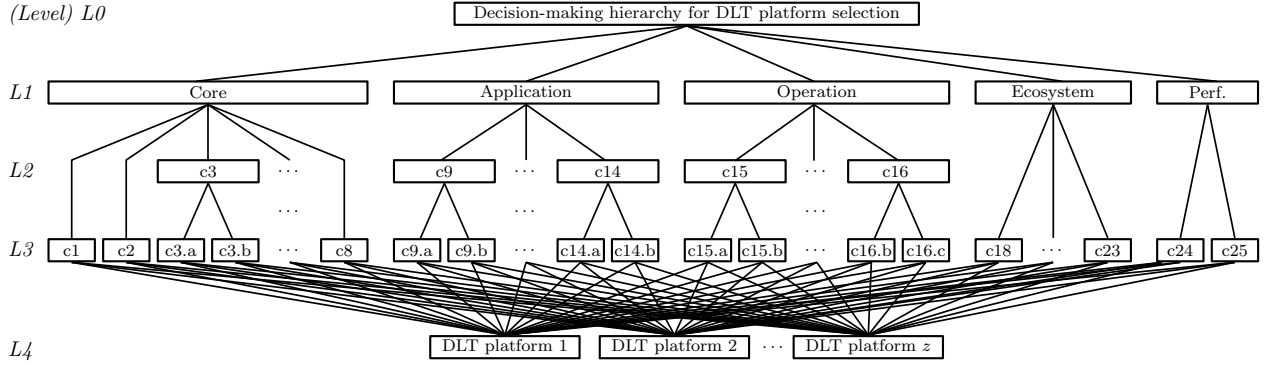 (Level) L0 Decision-making hierarchy for DLT platform selection
L1 Core Application Operation Ecosystem Perf.
L2 c3 ··· c9 ··· c14 c15 ··· c16
··· ··· ···
L3 c1 c2 c3.a c3.b ··· c8 c9.a c9.b c14.a c14.b c15.a c15.b c16.b c16.c c18 ··· c23 c24 c25
L4 DLT platform 1 DLT platform 2 ··· DLT platform z